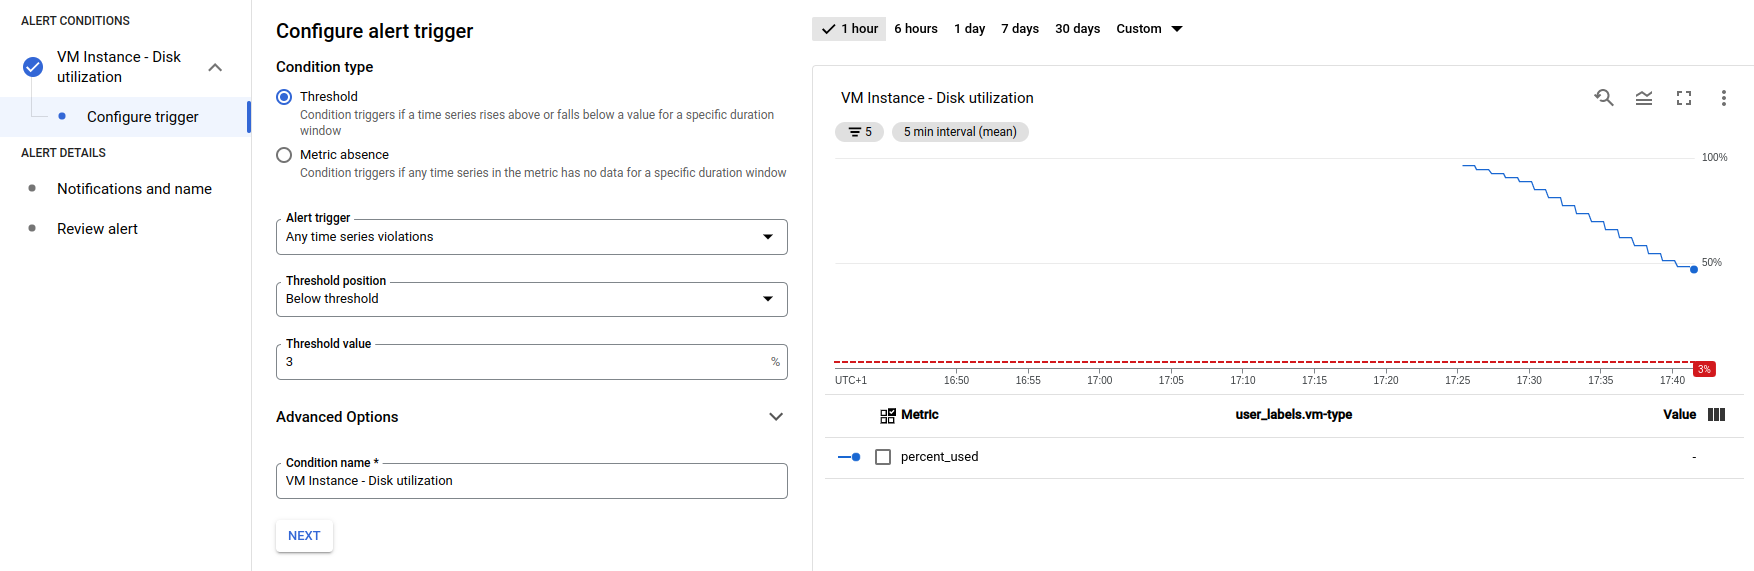 ALERT CONDITIONS
VM Instance - Disk
utilization
Configure trigger
ALERT DETAILS
Notifications and name
Review alert
Configure alert trigger
Condition type
Threshold
Condition triggers if a time series rises above or falls below a value for a specific duration
window
Metric absence
Condition triggers if any time series in the metric has no data for a specific duration window
Alert trigger
Any time series violations
Threshold position
Below threshold
Threshold value
3 %
Advanced Options
Condition name *
VM Instance - Disk utilization
NEXT
1 hour 6 hours 1 day 7 days 30 days Custom
VM Instance - Disk utilization
5 5 min interval (mean)
100%
50%
3%
UTC+1 16:50 16:55 17:00 17:05 17:10 17:15 17:20 17:25 17:30 17:35 17:40
Metric user_labels.vm-type Value
percent_used -